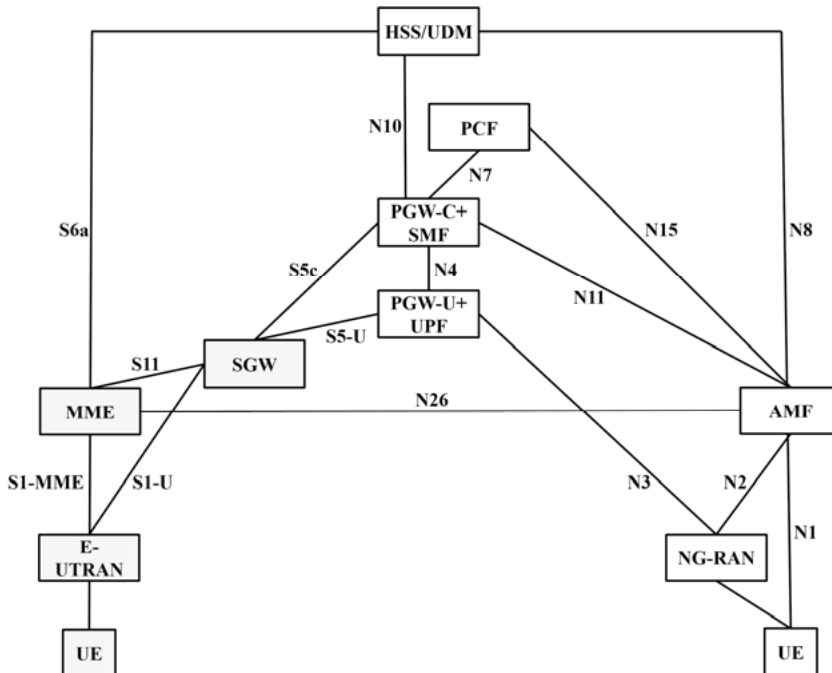 HSS/UDM
N10
PCF
N7
S6a
PGW-C+
SMF
N15
N8
S5c
N4
N11
PGW-U+
UPF
S5-U
S11
SGW
MME
N26
AMF
S1-MME
S1-U
N3
N2
N1
E-
UTRAN
NG-RAN
UE
UE